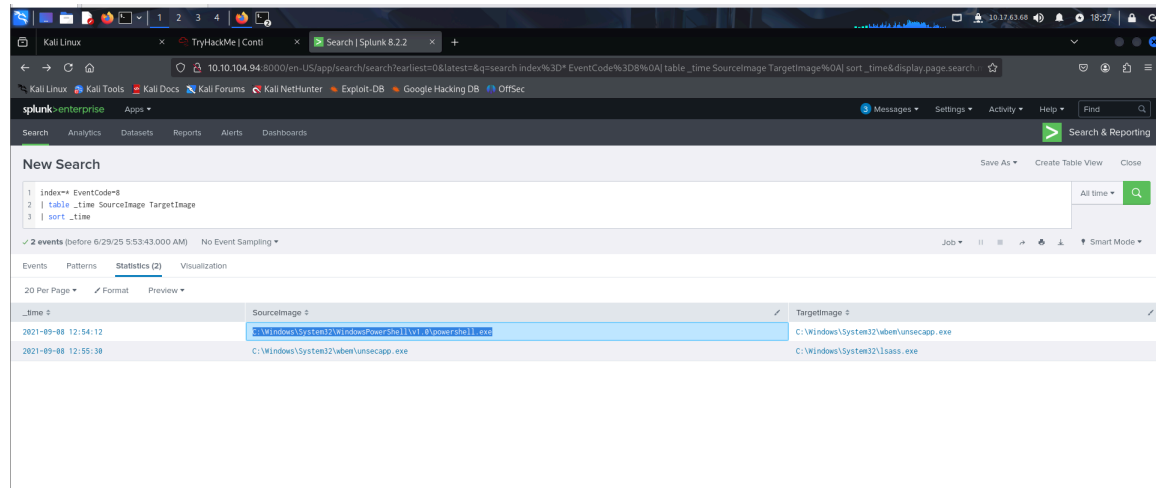 1 2 3 4 10.17.63.68 18:27
Kali Linux × TryHackMe | Conti × Search | Splunk 8.2.2 × +
10.10.104.94:8000/en-US/app/search/search?earliest=0&latest=&q=search index%3D* EventCode%3D8%0A| table _time SourceImage TargetImage%0A| sort _time&display.page.search.
Kali Linux Kali Tools Kali Docs Kali Forums Kali NetHunter Exploit-DB Google Hacking DB OffSec
splunk>enterprise Apps 3 Messages Settings Activity Help Find
Search Analytics Datasets Reports Alerts Dashboards Search & Reporting
New Search Save As Create Table View Close
1 index=* EventCode=8 All time
2 | table _time SourceImage TargetImage
3 | sort _time
✓ 2 events (before 6/29/25 5:53:43.000 AM) No Event Sampling Job Smart Mode
Events Patterns Statistics (2) Visualization
20 Per Page Format Preview
_time SourceImage TargetImage
2021-09-08 12:54:12 C:\Windows\System32\WindowsPowerShell\v1.0\powershell.exe C:\Windows\System32\wbem\unsecapp.exe
2021-09-08 12:55:30 C:\Windows\System32\wbem\unsecapp.exe C:\Windows\System32\lsass.exe